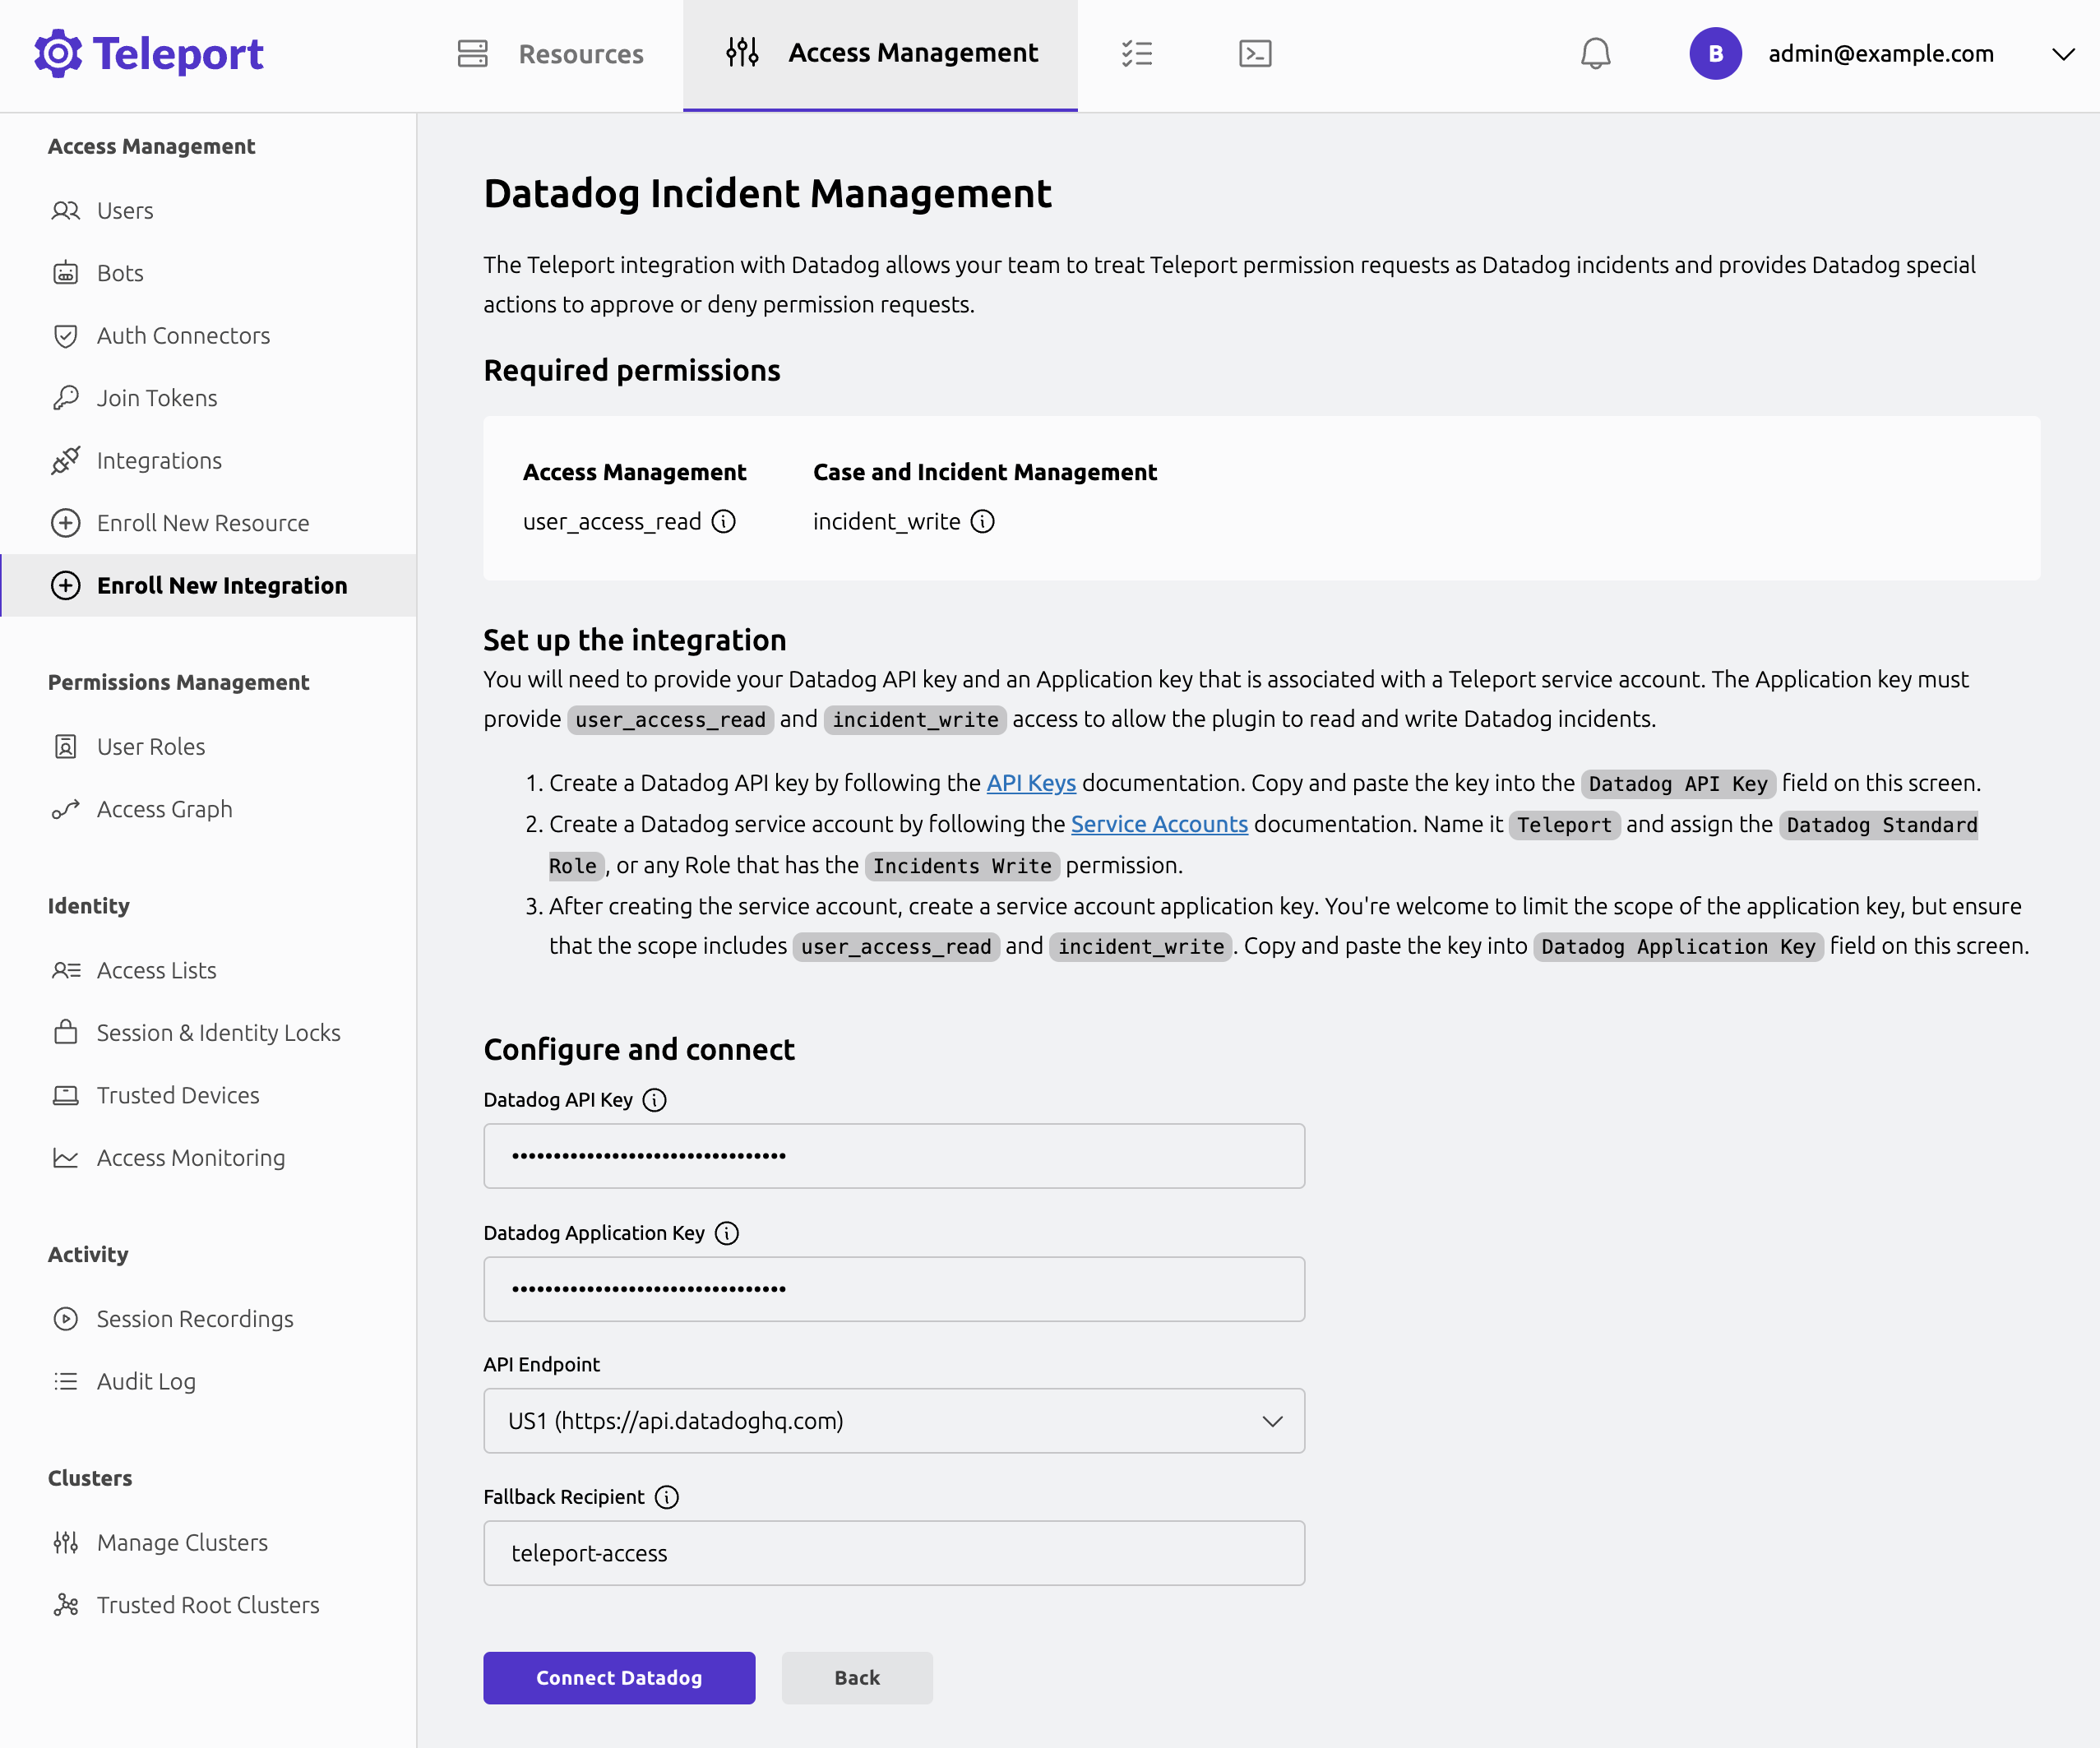 Teleport
Resources
Access Management
B
admin@example.com
Access Management
Users
Bots
Auth Connectors
Join Tokens
Integrations
Enroll New Resource
Enroll New Integration
Permissions Management
User Roles
Access Graph
Identity
Access Lists
Session & Identity Locks
Trusted Devices
Access Monitoring
Activity
Session Recordings
Audit Log
Clusters
Manage Clusters
Trusted Root Clusters
Datadog Incident Management
The Teleport integration with Datadog allows your team to treat Teleport permission requests as Datadog incidents and provides Datadog special
actions to approve or deny permission requests.
Required permissions
Access Management Case and Incident Management
user_access_read incident_write
Set up the integration
You will need to provide your Datadog API key and an Application key that is associated with a Teleport service account. The Application key must
provide user_access_read and incident_write access to allow the plugin to read and write Datadog incidents.
1. Create a Datadog API key by following the API Keys documentation. Copy and paste the key into the Datadog API Key field on this screen.
2. Create a Datadog service account by following the Service Accounts documentation. Name it Teleport and assign the Datadog Standard
Role, or any Role that has the Incidents Write permission.
3. After creating the service account, create a service account application key. You're welcome to limit the scope of the application key, but ensure
that the scope includes user_access_read and incident_write. Copy and paste the key into Datadog Application Key field on this screen.
Configure and connect
Datadog API Key
•••••••••••••••••••••••••••••••••
Datadog Application Key
•••••••••••••••••••••••••••••••••
API Endpoint
US1 (https://api.datadoghq.com)
Fallback Recipient
teleport-access
Connect Datadog
Back